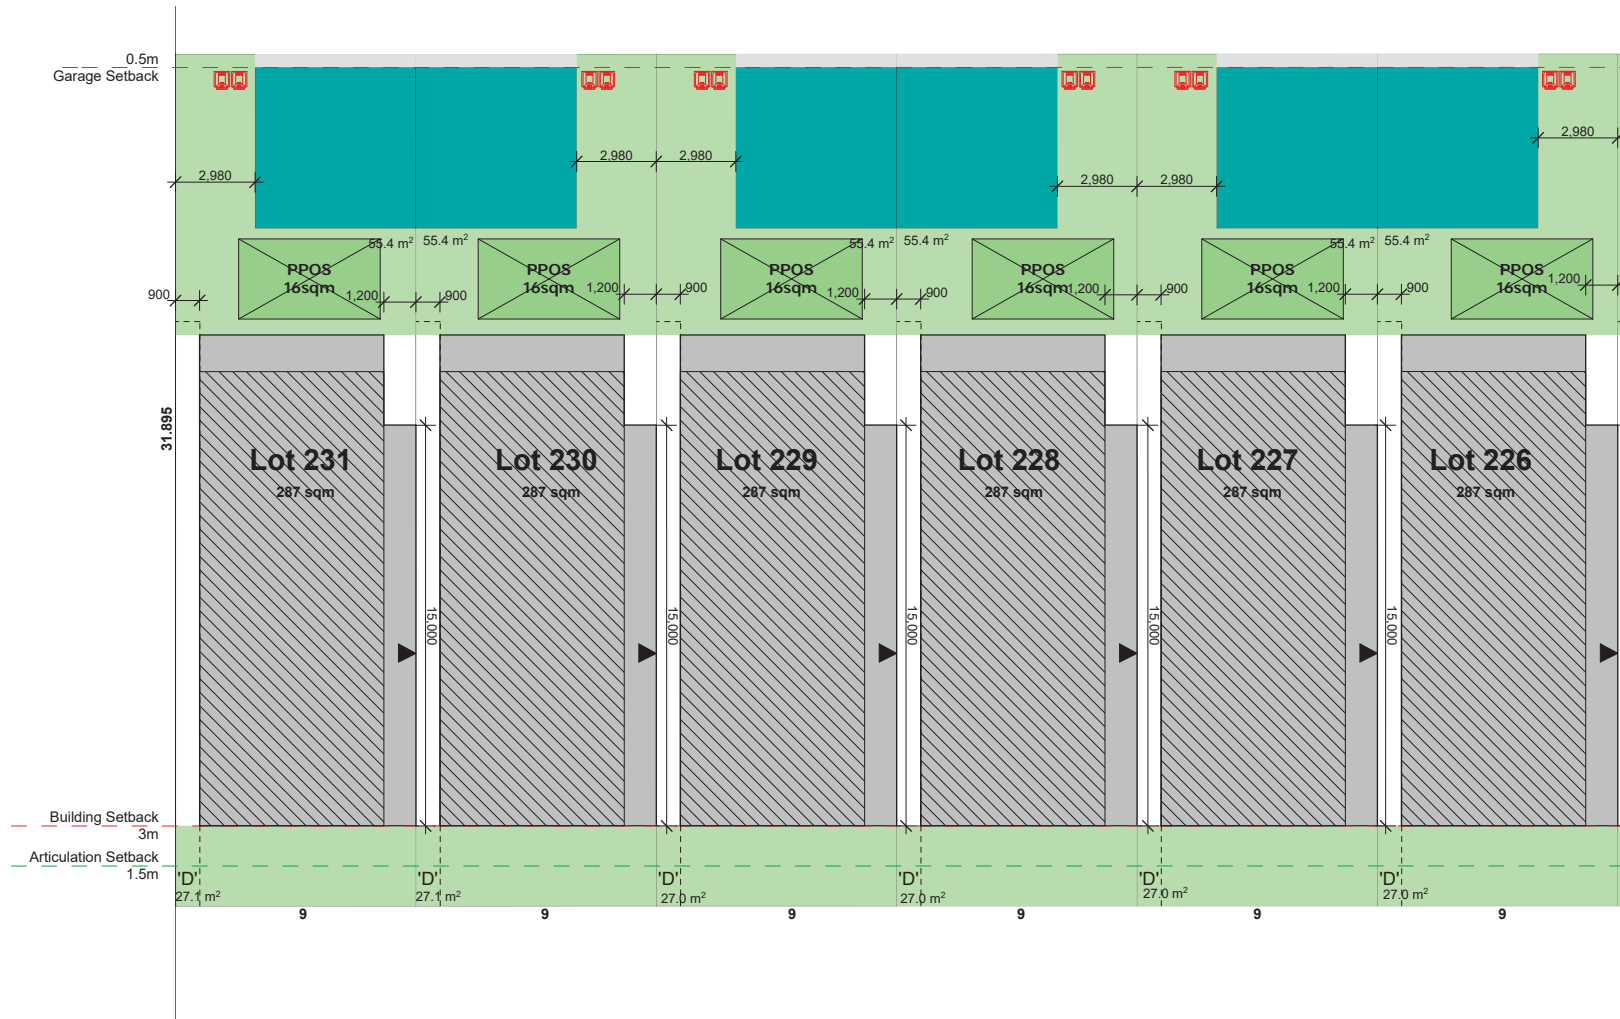 0.5m
Garage Setback
2,980
2,980
2,980
2,980
2,980
2,980
55.4 m²
55.4 m²
55.4 m²
55.4 m²
55.4 m²
55.4 m²
PPOS
16sqm
PPOS
16sqm
PPOS
16sqm
PPOS
16sqm
PPOS
16sqm
PPOS
16sqm
900
1,200
900
1,200
900
1,200
900
1,200
900
1,200
900
1,200
31.895
Lot 231
287 sqm
Lot 230
287 sqm
Lot 229
287 sqm
Lot 228
287 sqm
Lot 227
287 sqm
Lot 226
287 sqm
15,000
15,000
15,000
15,000
15,000
Building Setback
3m
Articulation Setback
1.5m
'D'
'D'
'D'
'D'
'D'
'D'
27.1 m²
27.1 m²
27.0 m²
27.0 m²
27.0 m²
27.0 m²
9
9
9
9
9
9